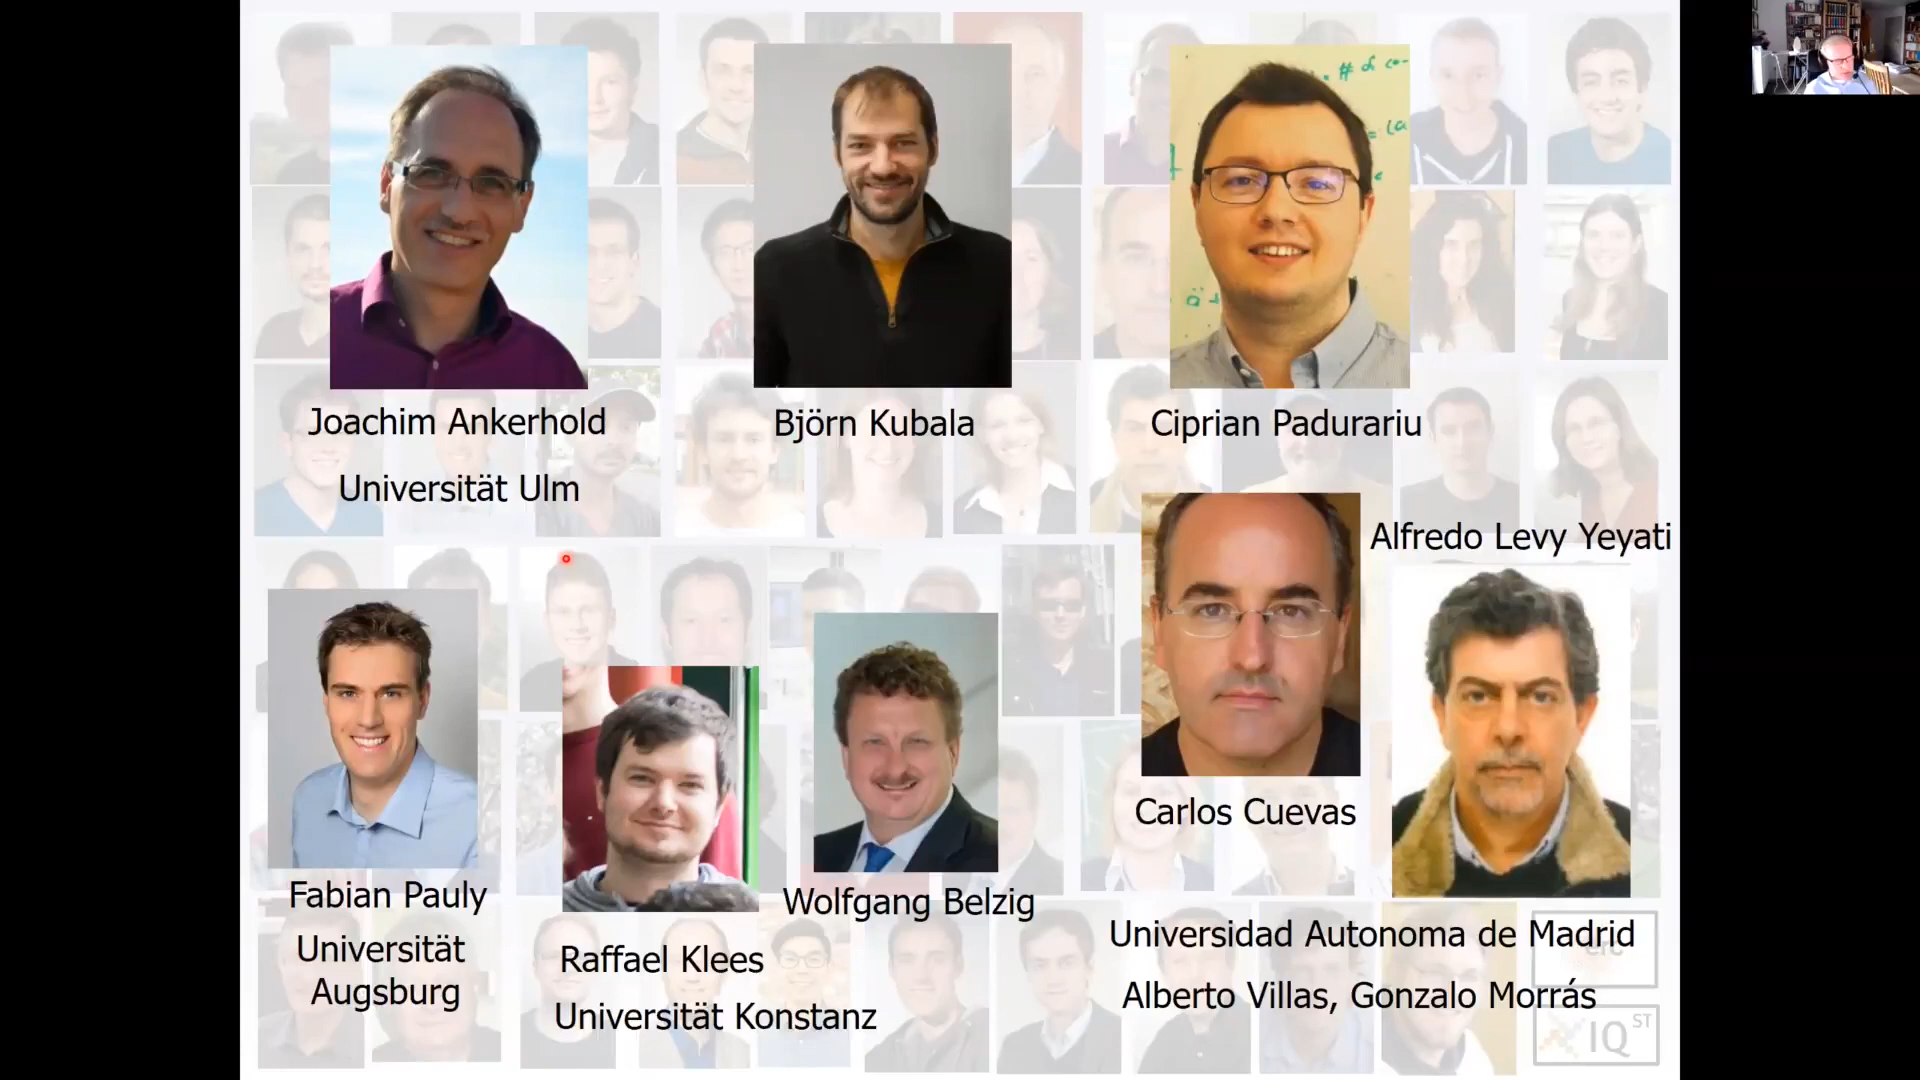 Joachim Ankerhold
Björn Kubala
Ciprian Padurariu
Universität Ulm
Alfredo Levy Yeyati
Carlos Cuevas
Fabian Pauly
Wolfgang Belzig
Universität
Augsburg
Raffael Klees
Universität Konstanz
Universidad Autonoma de Madrid
erc
Alberto Villas, Gonzalo Morrás
IQST